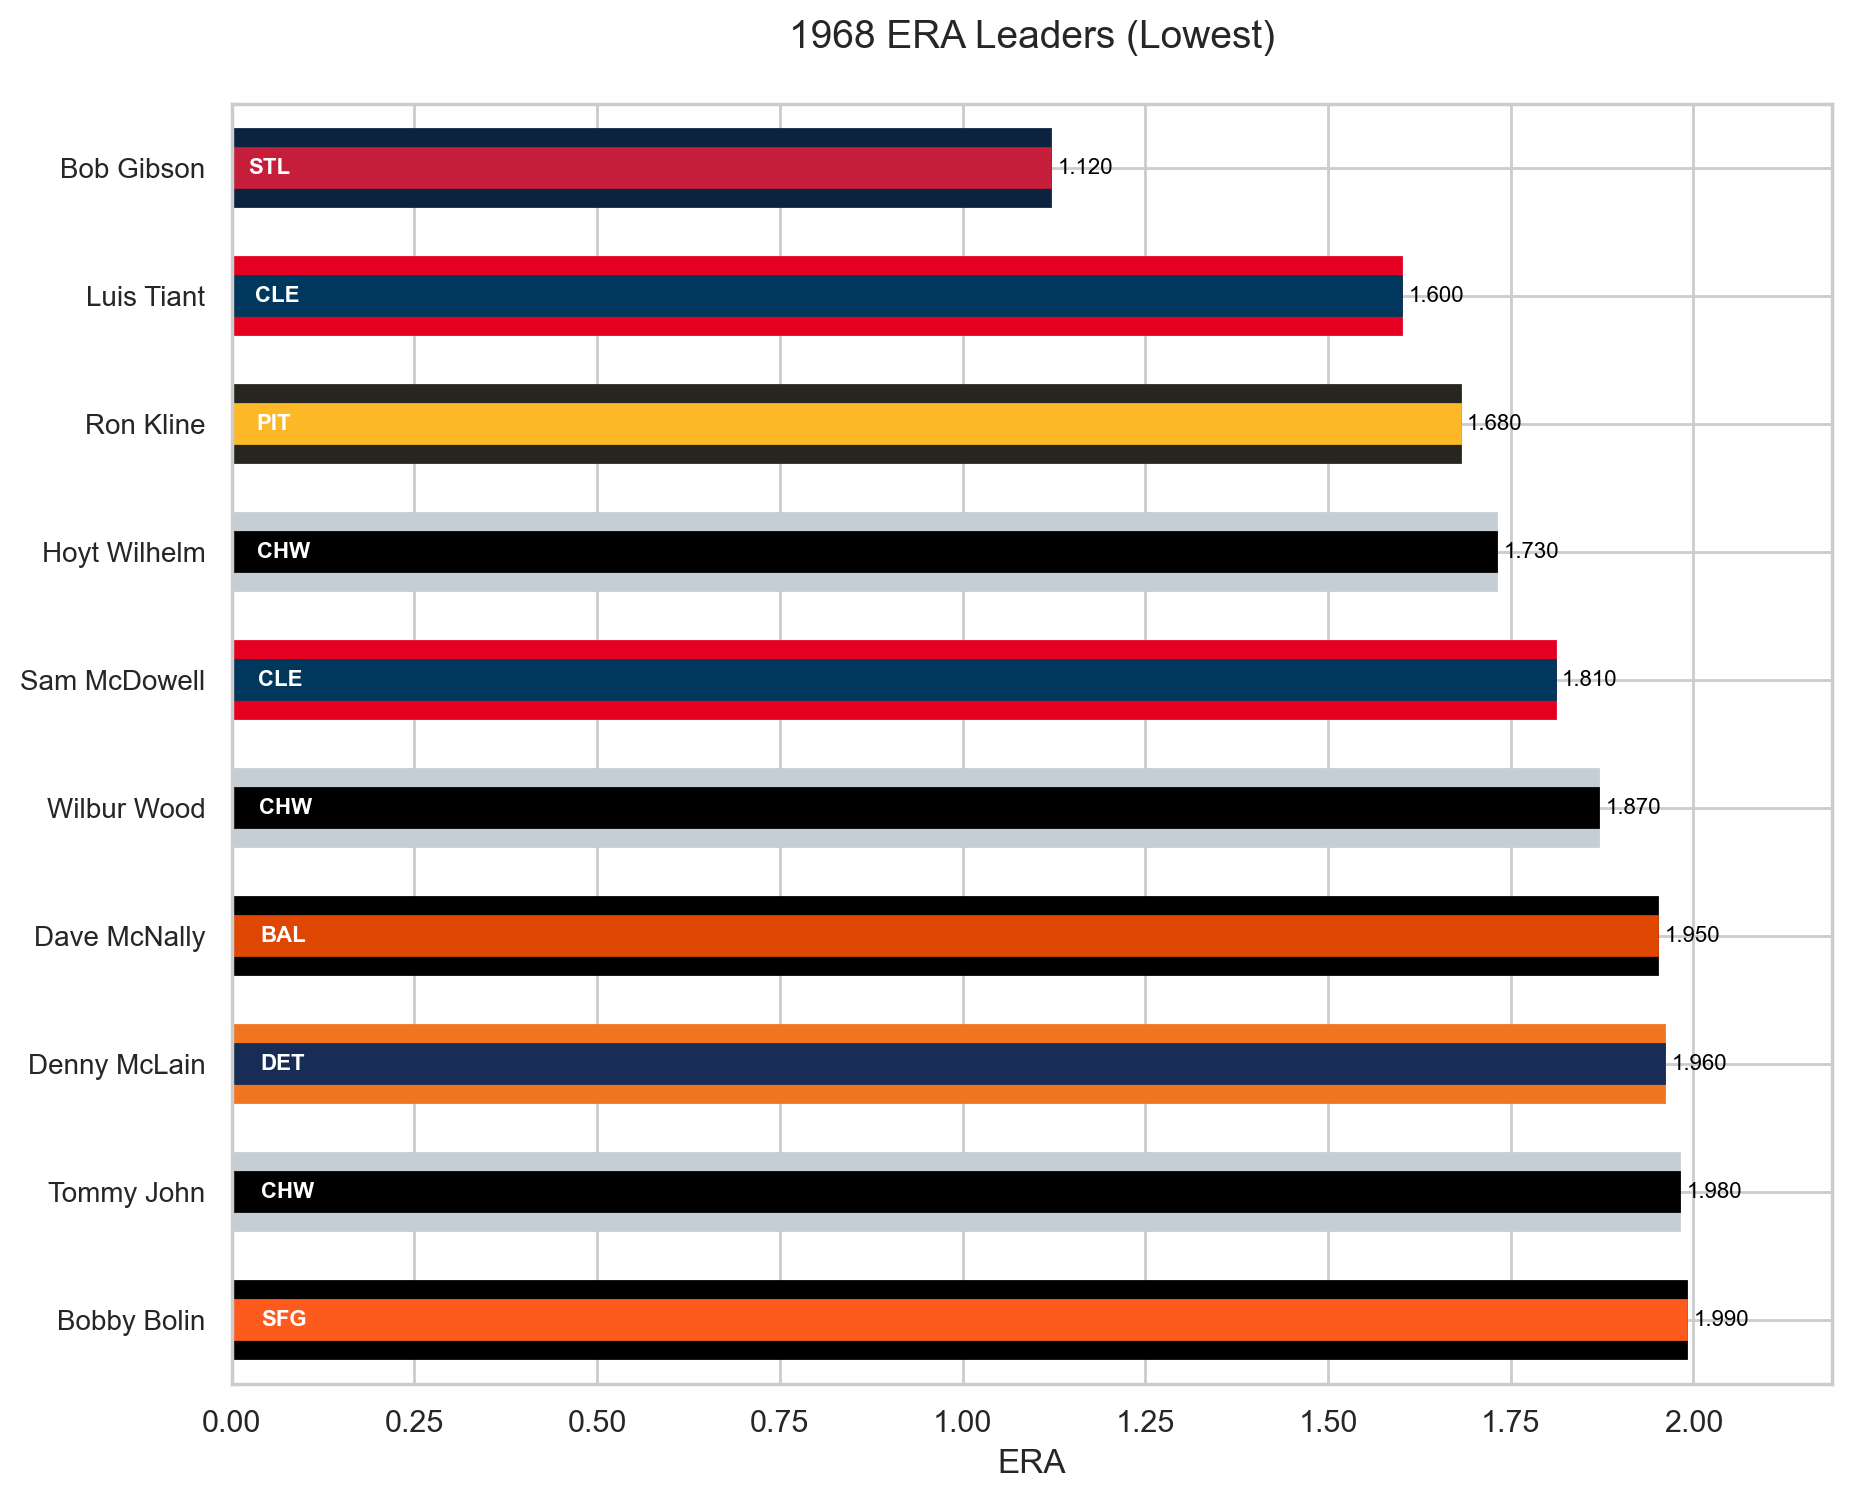 1968 ERA Leaders (Lowest)
Bob Gibson STL 1.120
Luis Tiant CLE 1.600
Ron Kline PIT 1.680
Hoyt Wilhelm CHW 1.730
Sam McDowell CLE 1.810
Wilbur Wood CHW 1.870
Dave McNally BAL 1.950
Denny McLain DET 1.960
Tommy John CHW 1.980
Bobby Bolin SFG 1.990
0.00 0.25 0.50 0.75 1.00 1.25 1.50 1.75 2.00
ERA